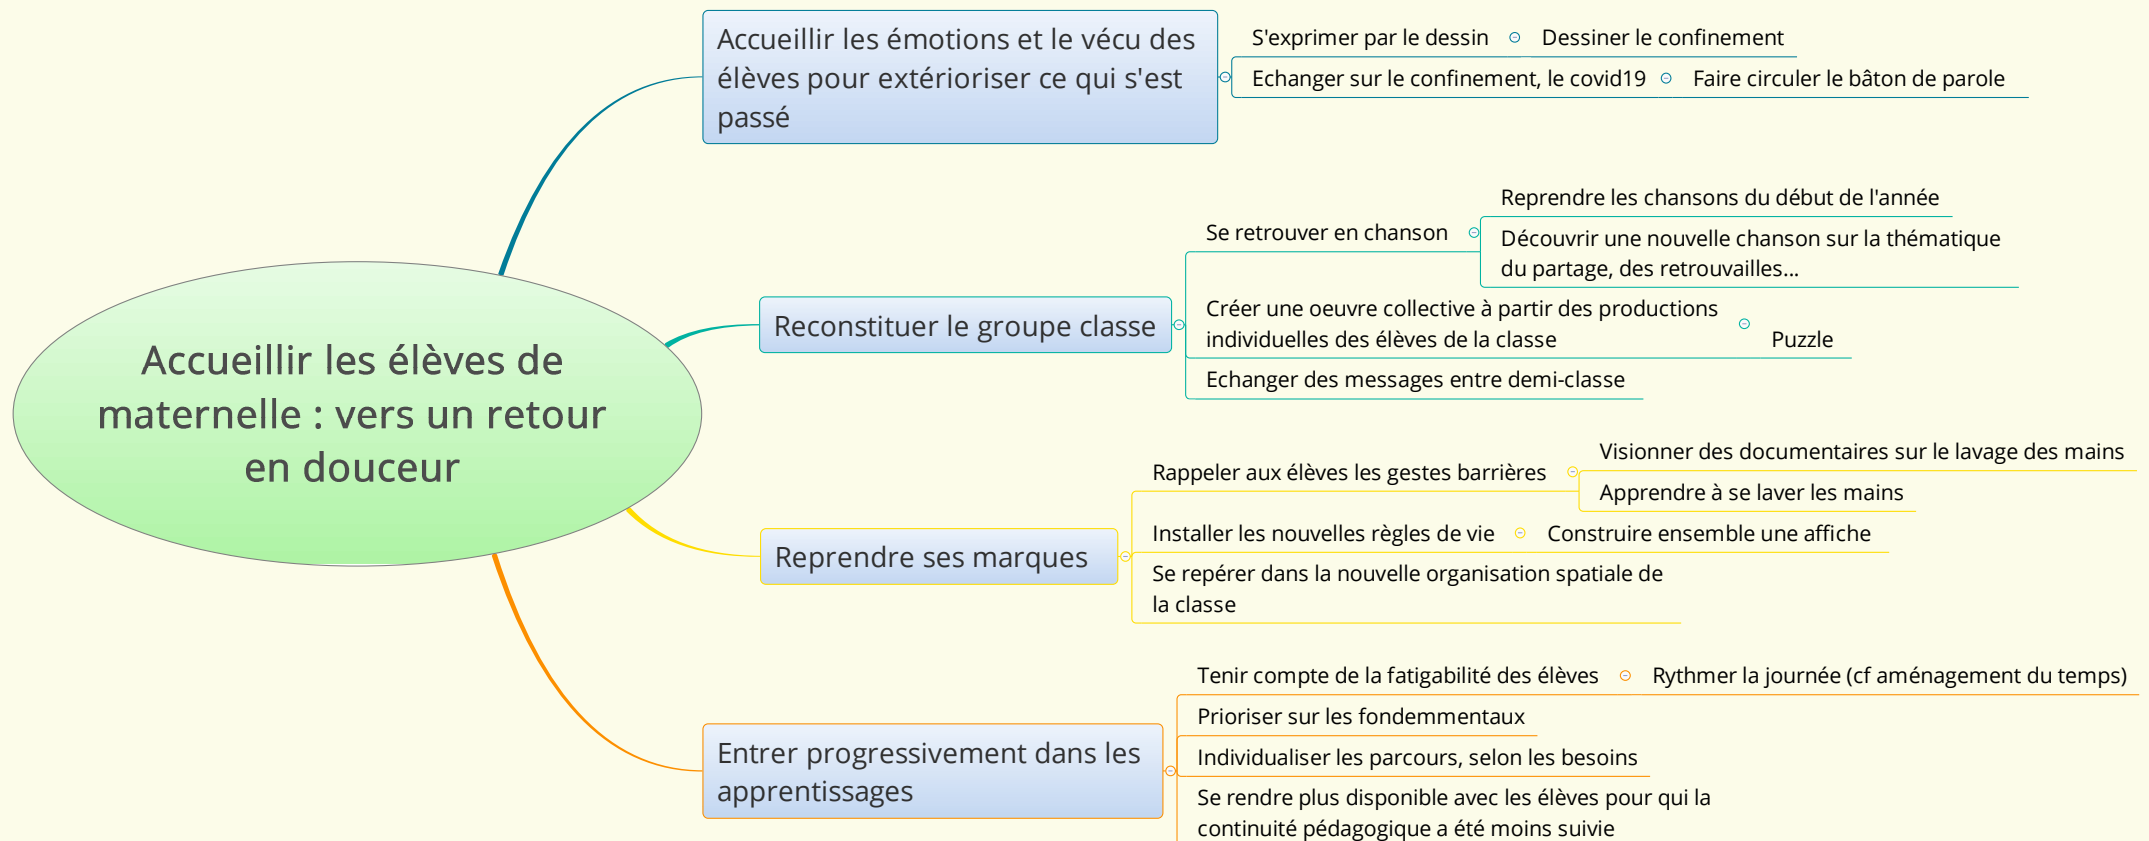 Accueillir les émotions et le vécu des
élèves pour extérioriser ce qui s'est
passé
S'exprimer par le dessin
Dessiner le confinement
Echanger sur le confinement, le covid19
Faire circuler le bâton de parole
Accueillir les élèves de
maternelle : vers un retour
en douceur
Reconstituer le groupe classe
Se retrouver en chanson
Reprendre les chansons du début de l'année
Découvrir une nouvelle chanson sur la thématique
du partage, des retrouvailles...
Créer une oeuvre collective à partir des productions
individuelles des élèves de la classe
Puzzle
Echanger des messages entre demi-classe
Reprendre ses marques
Rappeler aux élèves les gestes barrières
Visionner des documentaires sur le lavage des mains
Apprendre à se laver les mains
Installer les nouvelles règles de vie
Construire ensemble une affiche
Se repérer dans la nouvelle organisation spatiale de
la classe
Entrer progressivement dans les
apprentissages
Tenir compte de la fatigabilité des élèves
Rythmer la journée (cf aménagement du temps)
Prioriser sur les fondemmentaux
Individualiser les parcours, selon les besoins
Se rendre plus disponible avec les élèves pour qui la
continuité pédagogique a été moins suivie